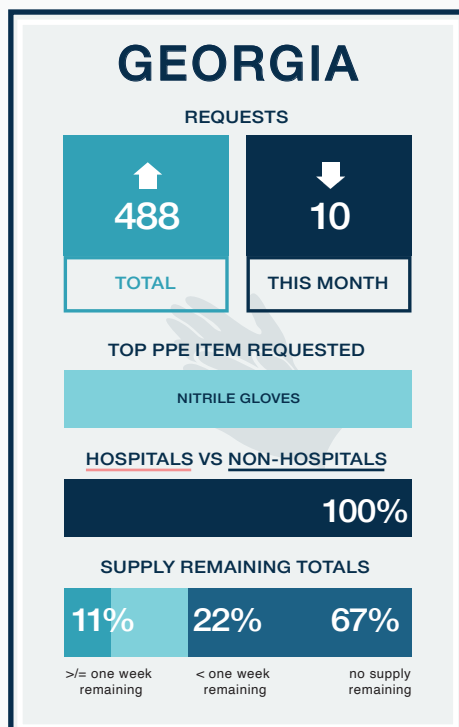 GEORGIA
REQUESTS
488
10
TOTAL
THIS MONTH
TOP PPE ITEM REQUESTED
NITRILE GLOVES
HOSPITALS VS NON-HOSPITALS
100%
SUPPLY REMAINING TOTALS
11% 22% 67%
>/= one week
remaining
< one week
remaining
no supply
remaining